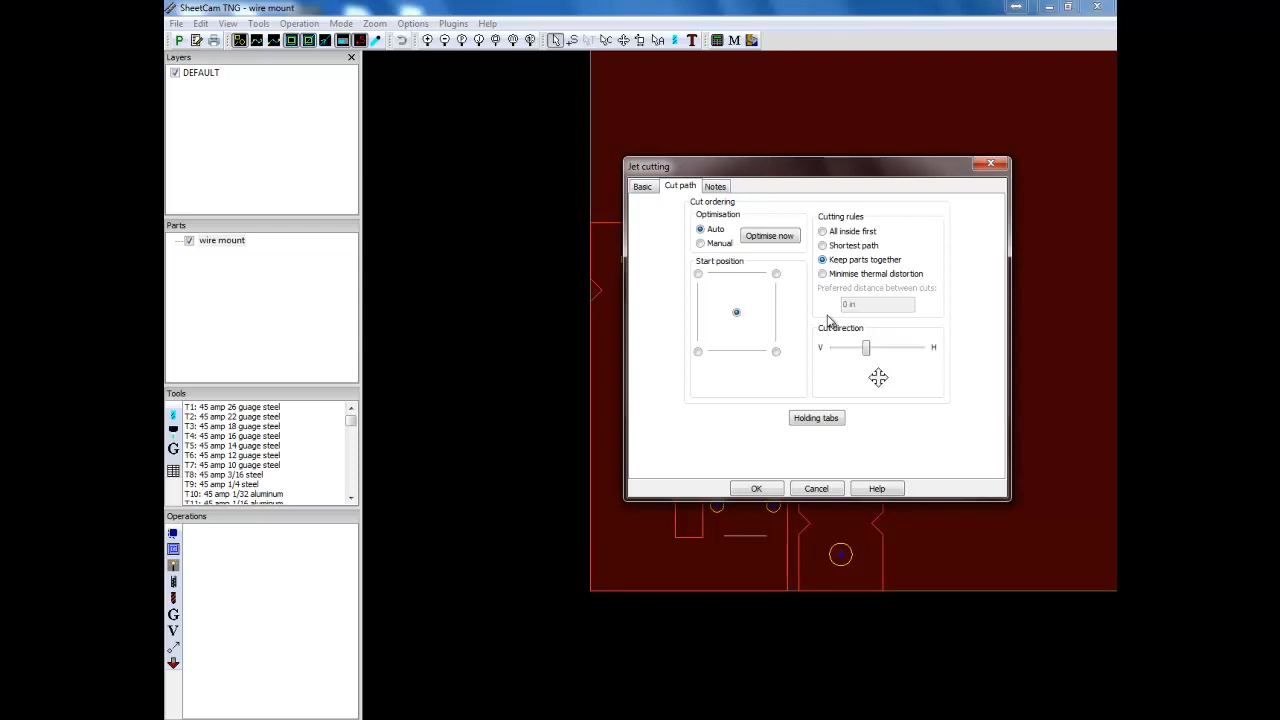 SheetCam TNG - wire mount
File Edit View Tools Operation Mode Zoom Options Plugins Help
Layers
DEFAULT
Parts
wire mount
Tools
T1: 45 amp 26 guage steel
T2: 45 amp 22 guage steel
T3: 45 amp 18 guage steel
T4: 45 amp 16 guage steel
T5: 45 amp 14 guage steel
T6: 45 amp 12 guage steel
T7: 45 amp 10 guage steel
T8: 45 amp 3/16 steel
T9: 45 amp 1/4 steel
T10: 45 amp 1/32 aluminum
T11: 45 amp 1/16 aluminum
Operations
Jet cutting
Basic Cut path Notes
Cut ordering
Optimisation
Auto
Manual
Optimise now
Start position
Cutting rules
All inside first
Shortest path
Keep parts together
Minimise thermal distortion
Preferred distance between cuts:
0 in
Cut direction
V H
Holding tabs
OK Cancel Help